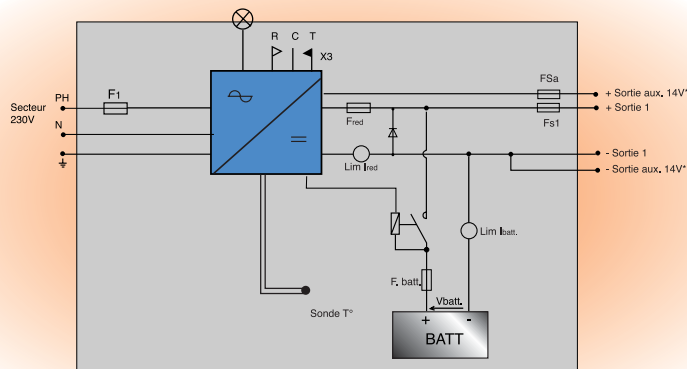 R C T
X3
Secteur
230V
PH
F1
N
FSa
+ Sortie aux. 14V*
+ Sortie 1
Fred
Fs1
Lim Ired
- Sortie 1
- Sortie aux. 14V*
Lim Ibatt.
F. batt.
Sonde T°
Vbatt.
+ -
BATT